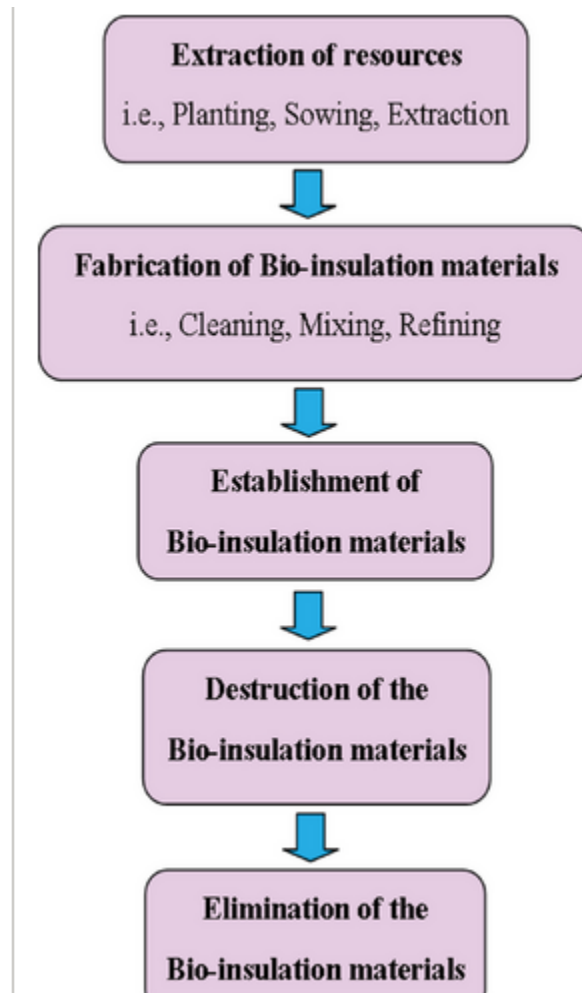 Extraction of resources
i.e., Planting, Sowing, Extraction
Fabrication of Bio-insulation materials
i.e., Cleaning, Mixing, Refining
Establishment of
Bio-insulation materials
Destruction of the
Bio-insulation materials
Elimination of the
Bio-insulation materials